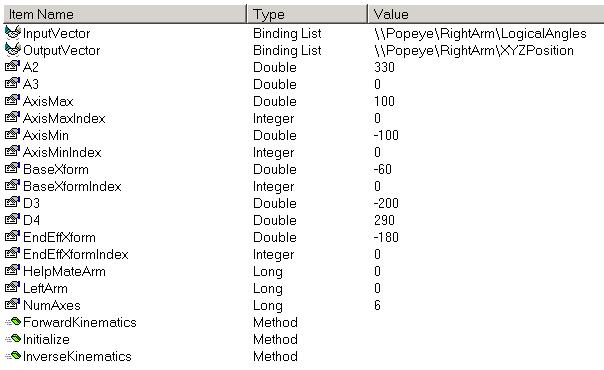 Item Name Type Value
InputVector Binding List \\Popeye\RightArm\LogicalAngles
OutputVector Binding List \\Popeye\RightArm\XYZPosition
A2 Double 330
A3 Double 0
AxisMax Double 100
AxisMaxIndex Integer 0
AxisMin Double -100
AxisMinIndex Integer 0
BaseXform Double -60
BaseXformIndex Integer 0
D3 Double -200
D4 Double 290
EndEffXform Double -180
EndEffXformIndex Integer 0
HelpMateArm Long 0
LeftArm Long 0
NumAxes Long 6
ForwardKinematics Method
Initialize Method
InverseKinematics Method